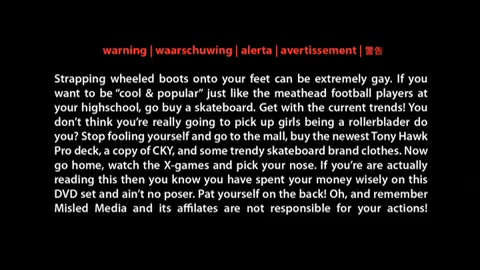 warning | waarschuwing | alerta | avertissement | 警告
Strapping wheeled boots onto your feet can be extremely gay. If you
want to be "cool & popular" just like the meathead football players at
your highschool, go buy a skateboard. Get with the current trends! You
don't think you're really going to pick up girls being a rollerblader do
you? Stop fooling yourself and go to the mall, buy the newest Tony Hawk
Pro deck, a copy of CKY, and some trendy skateboard brand clothes. Now
go home, watch the X-games and pick your nose. If you're are actually
reading this then you know you have spent your money wisely on this
DVD set and ain't no poser. Pat yourself on the back! Oh, and remember
Misled Media and its affilates are not responsible for your actions!